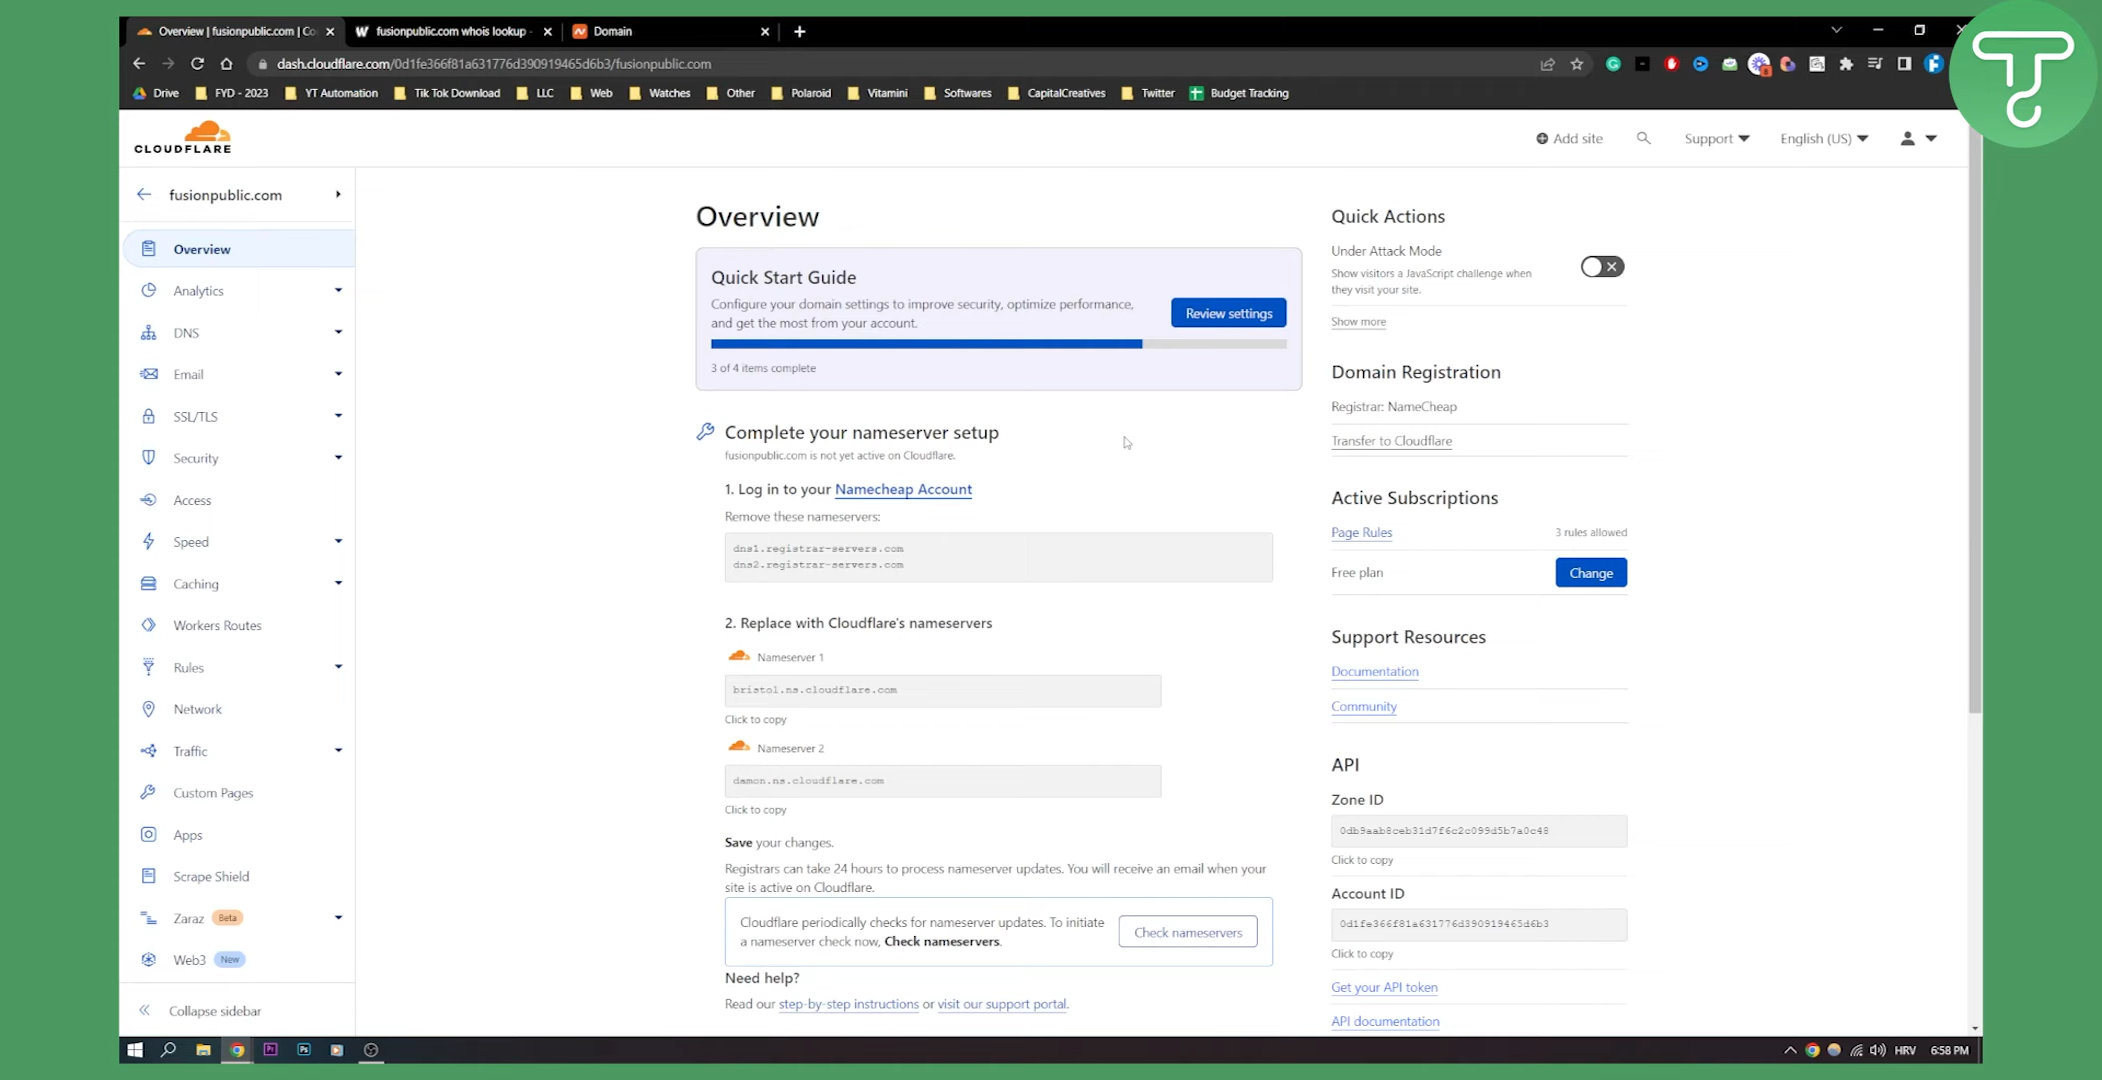 Overview | fusionpublic.com | Co
fusionpublic.com whois lookup -
Domain
dash.cloudflare.com/0d1fe366f81a631776d390919465d6b3/fusionpublic.com
Drive
FYD - 2023
YT Automation
Tik Tok Download
LLC
Web
Watches
Other
Polaroid
Vitamini
Softwares
CapitalCreatives
Twitter
Budget Tracking
CLOUDFLARE
Add site
Support
English (US)
fusionpublic.com
Overview
Analytics
DNS
Email
SSL/TLS
Security
Access
Speed
Caching
Workers Routes
Rules
Network
Traffic
Custom Pages
Apps
Scrape Shield
Zaraz Beta
Web3 New
Collapse sidebar
Overview
Quick Start Guide
Configure your domain settings to improve security, optimize performance,
and get the most from your account.
Review settings
3 of 4 items complete
Complete your nameserver setup
fusionpublic.com is not yet active on Cloudflare.
1. Log in to your Namecheap Account
Remove these nameservers:
dns1.registrar-servers.com
dns2.registrar-servers.com
2. Replace with Cloudflare's nameservers
Nameserver 1
bristol.ns.cloudflare.com
Click to copy
Nameserver 2
damon.ns.cloudflare.com
Click to copy
Save your changes.
Registrars can take 24 hours to process nameserver updates. You will receive an email when your
site is active on Cloudflare.
Cloudflare periodically checks for nameserver updates. To initiate
a nameserver check now, Check nameservers.
Check nameservers
Need help?
Read our step-by-step instructions or visit our support portal.
Quick Actions
Under Attack Mode
Show visitors a JavaScript challenge when
they visit your site.
Show more
Domain Registration
Registrar: NameCheap
Transfer to Cloudflare
Active Subscriptions
Page Rules
3 rules allowed
Free plan
Change
Support Resources
Documentation
Community
API
Zone ID
0db9aab8ceb31d7f6c2c099d5b7a0c48
Click to copy
Account ID
0d1fe366f81a631776d390919465d6b3
Click to copy
Get your API token
API documentation
Pr
Ps
HRV
6:58 PM